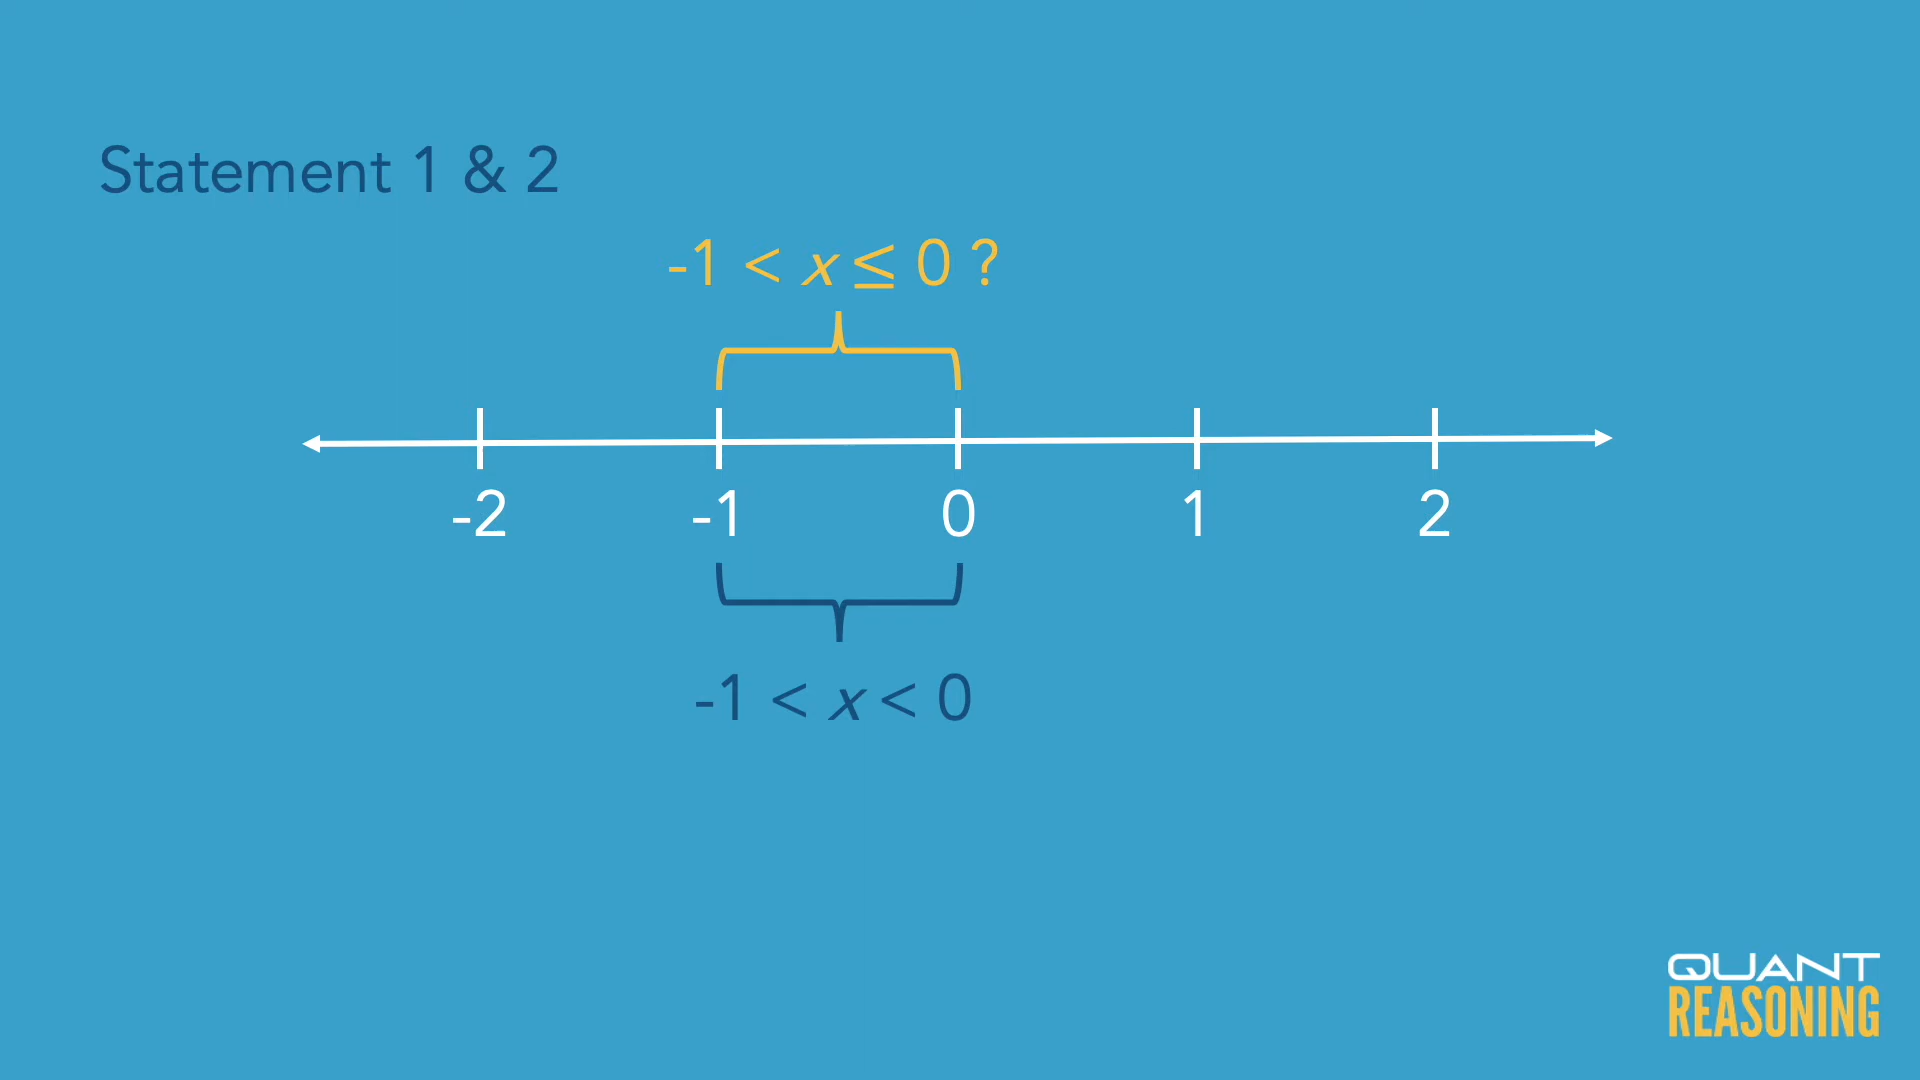 Statement 1 & 2
-1 < x ≤ 0 ?
-2 -1 0 1 2
-1 < x < 0
QUANT
REASONING